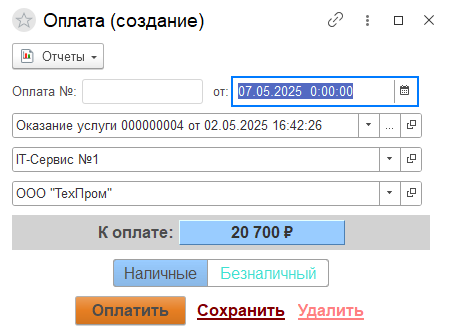 Оплата (создание)
Отчеты
Оплата №: от: 07.05.2025 0:00:00
Оказание услуги 000000004 от 02.05.2025 16:42:26 ...
IT-Сервис №1
ООО "ТехПром"
К оплате: 20 700 ₽
Наличные Безналичный
Оплатить Сохранить Удалить